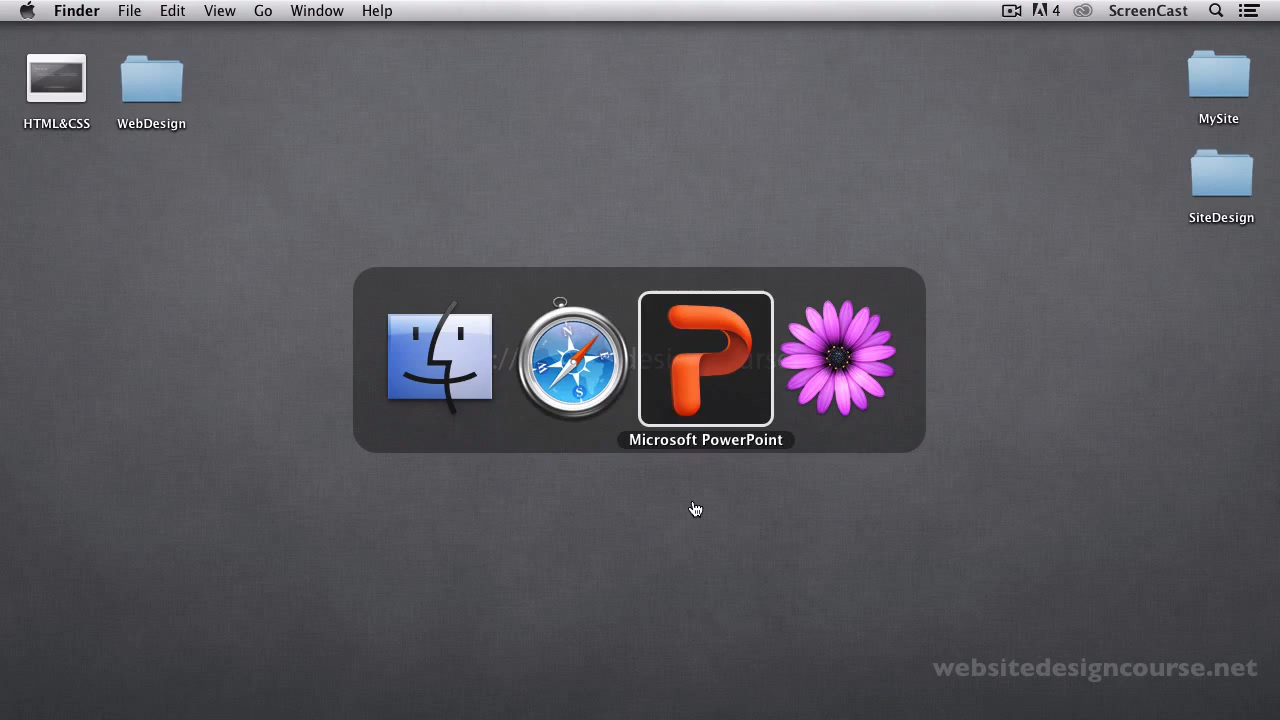 Finder File Edit View Go Window Help 4 ScreenCast
HTML&CSS
WebDesign
MySite
SiteDesign
Microsoft PowerPoint
websitedesigncourse.net